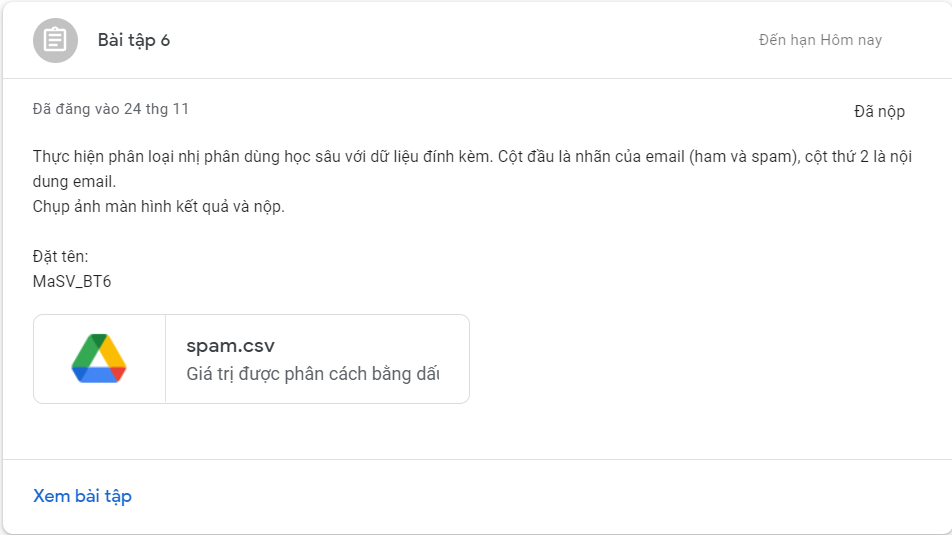 Bài tập 6
Đến hạn Hôm nay
Đã đăng vào 24 thg 11
Đã nộp
Thực hiện phân loại nhị phân dùng học sâu với dữ liệu đính kèm. Cột đầu là nhãn của email (ham và spam), cột thứ 2 là nội
dung email.
Chụp ảnh màn hình kết quả và nộp.
Đặt tên:
MaSV_BT6
spam.csv
Giá trị được phân cách bằng dấu
Xem bài tập